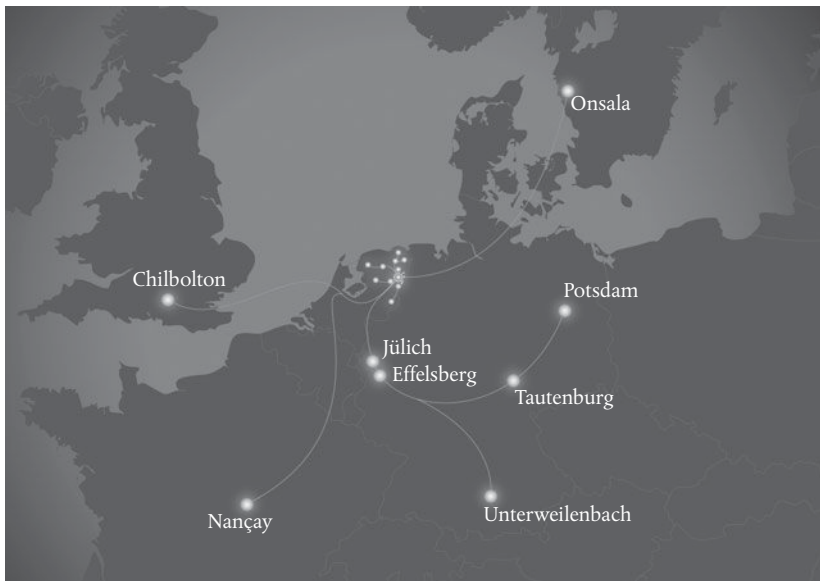 Onsala
Chilbolton
Potsdam
Jülich
Effelsberg
Tautenburg
Nançay
Unterweilenbach